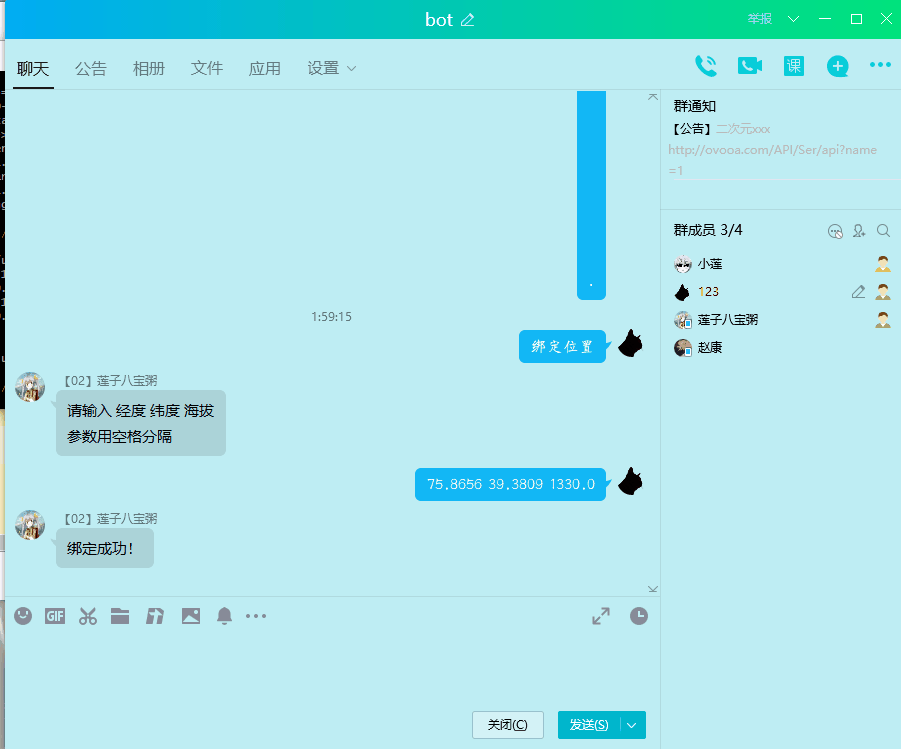 bot
举报
聊天 公告 相册 文件 应用 设置
课
.
1:59:15
绑定位置
【02】莲子八宝粥
请输入 经度 纬度 海拔
参数用空格分隔
75.8656 39.3809 1330.0
【02】莲子八宝粥
绑定成功！
GIF
关闭(C) 发送(S)
群通知
【公告】二次元xxx
http://ovooa.com/API/Ser/api?name
=1
群成员 3/4
小莲
123
莲子八宝粥
赵康